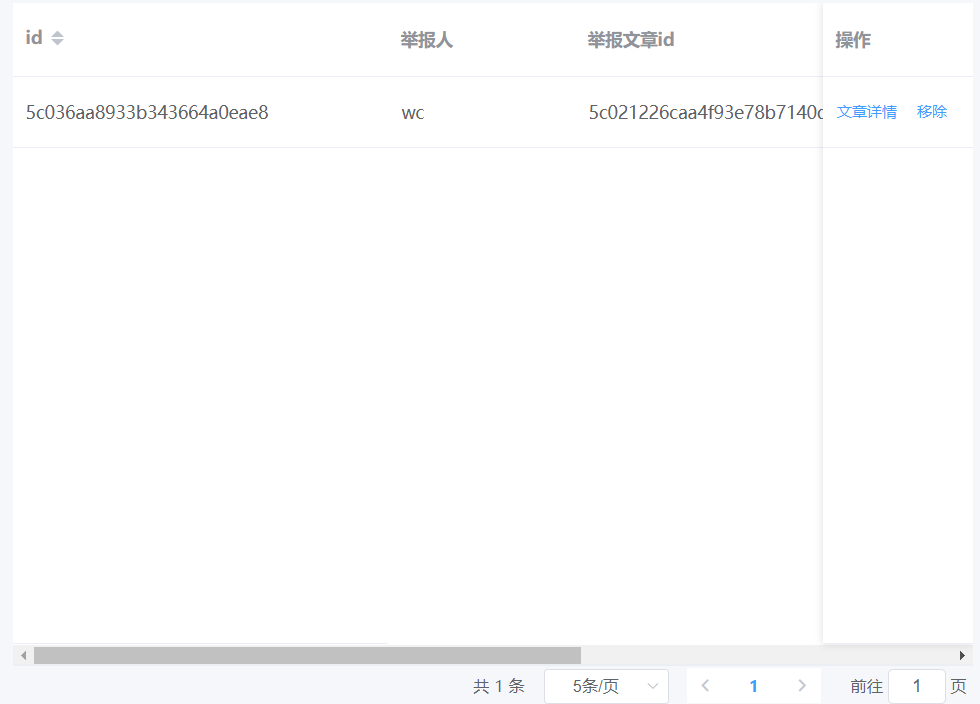 id 举报人 举报文章id 操作
5c036aa8933b343664a0eae8 wc 5c021226caa4f93e78b7140c 文章详情 移除
共 1 条 5条/页 1 前往 1 页